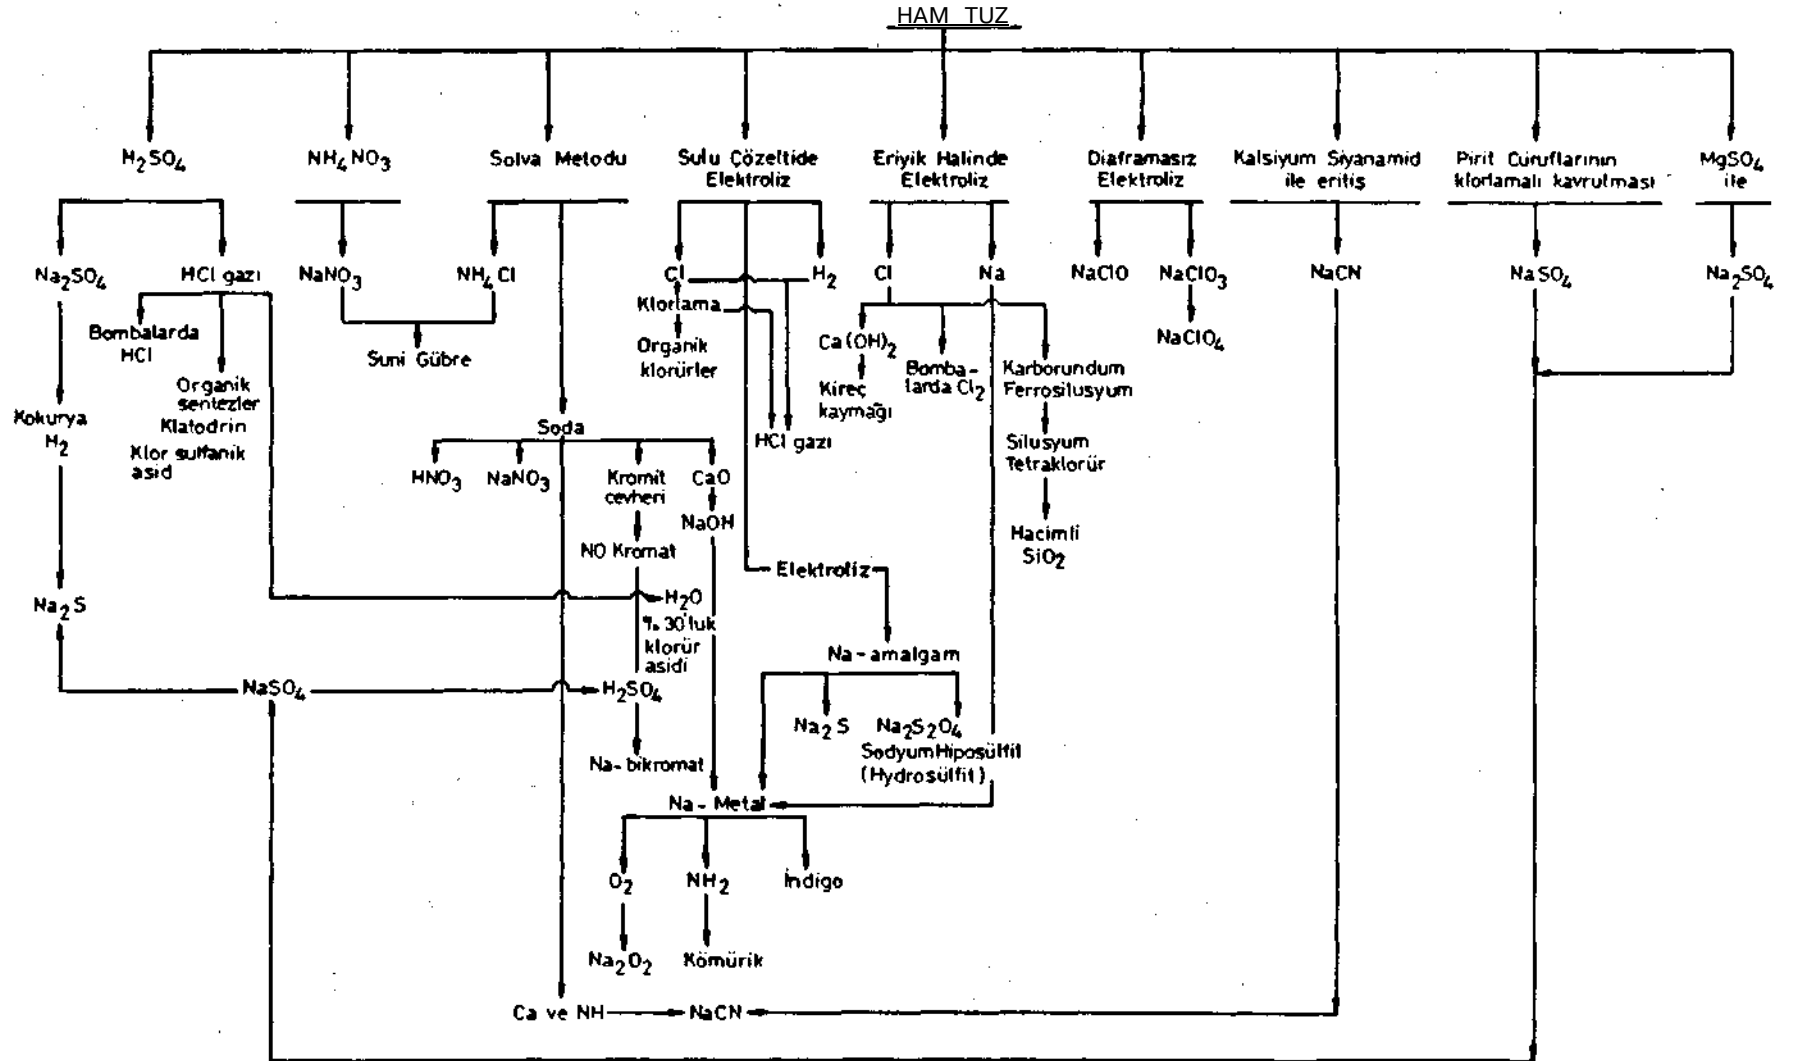 HAM TUZ
H₂SO₄
NH₄NO₃
Solva Metodu
Sulu Çözeltide
Elektroliz
Eriyik Halinde
Elektroliz
Diaframasız
Elektroliz
Kalsiyum Siyanamid
ile eritiş
Pirit Curuflarının
klorlamalı kavrulması
MgSO₄
ile
Na₂SO₄
HCl gazı
NaNO₃
NH₄Cl
Cl
H₂
Cl
Na
NaClO
NaClO₃
NaCN
NaSO₄
Na₂SO₄
Bombalarda
HCl
Suni Gübre
Klorlama
Organik
klorürler
Ca(OH)₂
Kireç
kaymağı
Bomba-
larda Cl₂
Karborundum
Ferrosilusyum
NaClO₄
Organik
sentezler
Klatodrin
Klor sulfanik
asid
Kokurya
H₂
Soda
HCl gazı
Silusyum
Tetraklorür
HNO₃
NaNO₃
Kromit
cevheri
CaO
NaOH
Hacimli
SiO₂
NO Kromat
Elektroliz
Na₂S
H₂O
% 30'luk
klorür
asidi
Na-amalgam
NaSO₄
H₂SO₄
Na₂S
Na₂S₂O₄
Sodyum Hiposülfit
(Hydrosülfit)
Na-bikromat
Na-Metal
O₂
NH₂
İndigo
Na₂O₂
Kömürik
Ca ve NH
NaCN